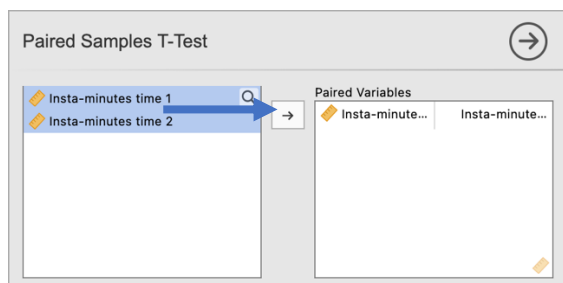 Paired Samples T-Test
Insta-minutes time 1
Insta-minutes time 2
Paired Variables
Insta-minute... Insta-minute...